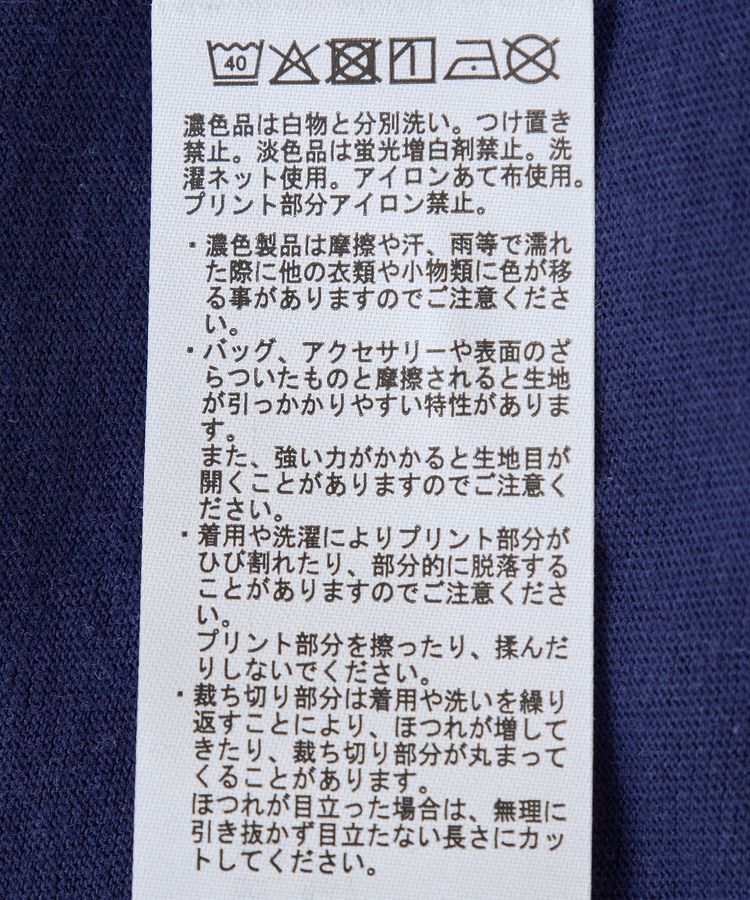 40
濃色品は白物と分別洗い。つけ置き
禁止。淡色品は蛍光増白剤禁止。洗
濯ネット使用。アイロンあて布使用。
プリント部分アイロン禁止。
・濃色製品は摩擦や汗、雨等で濡れ
た際に他の衣類や小物類に色が移
る事がありますのでご注意くださ
い。
・バッグ、アクセサリーや表面のざ
らついたものと摩擦されると生地
が引っかかりやすい特性がありま
す。
また、強い力がかかると生地目が
開くことがありますのでご注意く
ださい。
・着用や洗濯によりプリント部分が
ひび割れたり、部分的に脱落する
ことがありますのでご注意くださ
い。
プリント部分を擦ったり、揉んだ
りしないでください。
・裁ち切り部分は着用や洗いを繰り
返すことにより、ほつれが増して
きたり、裁ち切り部分が丸まって
くることがあります。
ほつれが目立った場合は、無理に
引き抜かず目立たない長さにカッ
トしてください。